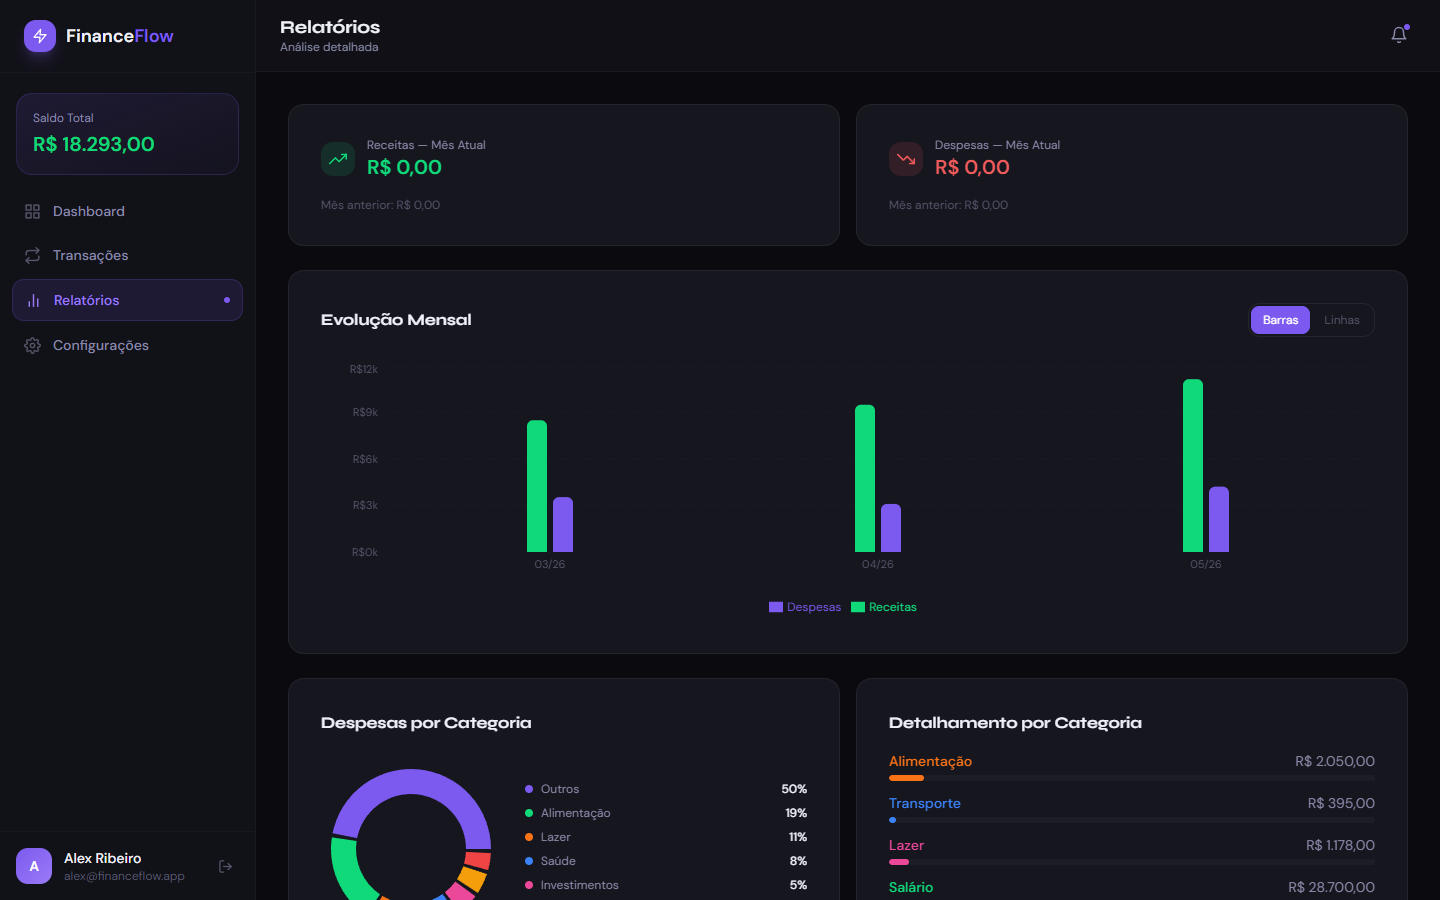 FinanceFlow
Saldo Total
R$ 18.293,00
Dashboard
Transações
Relatórios
Configurações
Alex Ribeiro
A
alex@financeflow.app
Relatórios
Análise detalhada
Receitas — Mês Atual
R$ 0,00
Mês anterior: R$ 0,00
Despesas — Mês Atual
R$ 0,00
Mês anterior: R$ 0,00
Evolução Mensal
Barras
Linhas
R$12k
R$9k
R$6k
R$3k
R$0k
03/26
04/26
05/26
Despesas
Receitas
Despesas por Categoria
Outros 50%
Alimentação 19%
Lazer 11%
Saúde 8%
Investimentos 5%
Detalhamento por Categoria
Alimentação R$ 2.050,00
Transporte R$ 395,00
Lazer R$ 1.178,00
Salário R$ 28.700,00